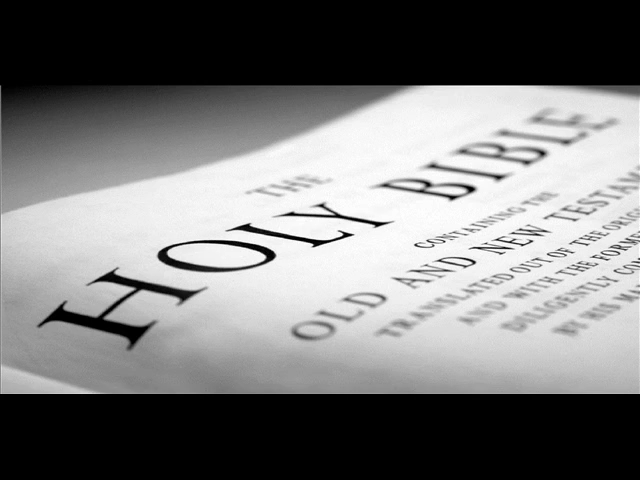 THE
HOLY BIBLE
CONTAINING THE
OLD AND NEW TESTAM
TRANSLATED OUT OF THE ORIG
AND WITH THE FORME
DILIGENTLY CO
BY HIS MA